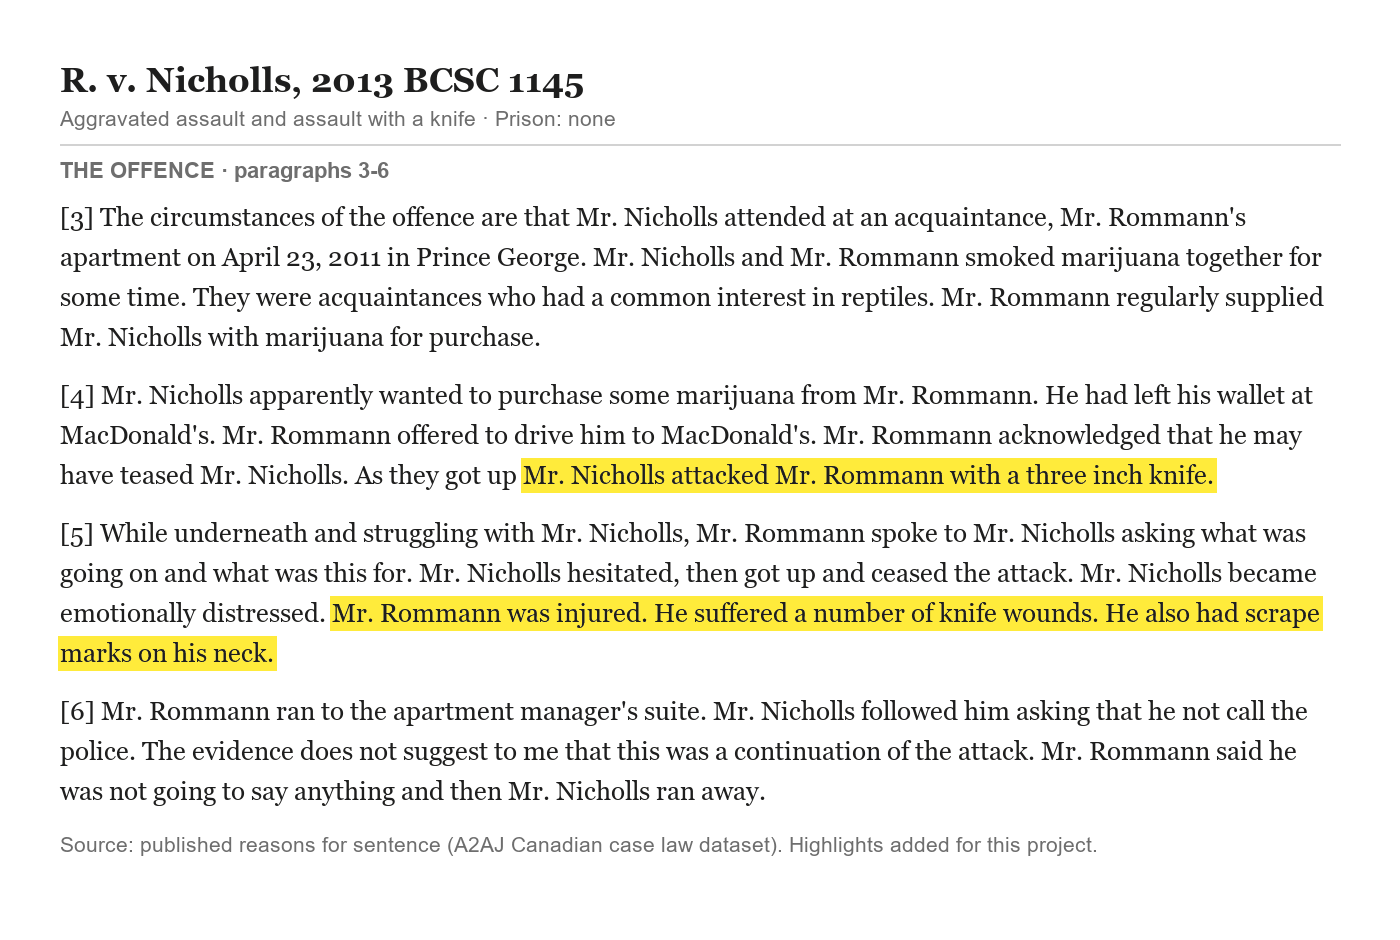 R. v. Nicholls, 2013 BCSC 1145
Aggravated assault and assault with a knife · Prison: none
THE OFFENCE · paragraphs 3-6
[3] The circumstances of the offence are that Mr. Nicholls attended at an acquaintance, Mr. Rommann's
apartment on April 23, 2011 in Prince George. Mr. Nicholls and Mr. Rommann smoked marijuana together for
some time. They were acquaintances who had a common interest in reptiles. Mr. Rommann regularly supplied
Mr. Nicholls with marijuana for purchase.
[4] Mr. Nicholls apparently wanted to purchase some marijuana from Mr. Rommann. He had left his wallet at
MacDonald's. Mr. Rommann offered to drive him to MacDonald's. Mr. Rommann acknowledged that he may
have teased Mr. Nicholls. As they got up Mr. Nicholls attacked Mr. Rommann with a three inch knife.
[5] While underneath and struggling with Mr. Nicholls, Mr. Rommann spoke to Mr. Nicholls asking what was
going on and what was this for. Mr. Nicholls hesitated, then got up and ceased the attack. Mr. Nicholls became
emotionally distressed. Mr. Rommann was injured. He suffered a number of knife wounds. He also had scrape
marks on his neck.
[6] Mr. Rommann ran to the apartment manager's suite. Mr. Nicholls followed him asking that he not call the
police. The evidence does not suggest to me that this was a continuation of the attack. Mr. Rommann said he
was not going to say anything and then Mr. Nicholls ran away.
Source: published reasons for sentence (A2AJ Canadian case law dataset). Highlights added for this project.